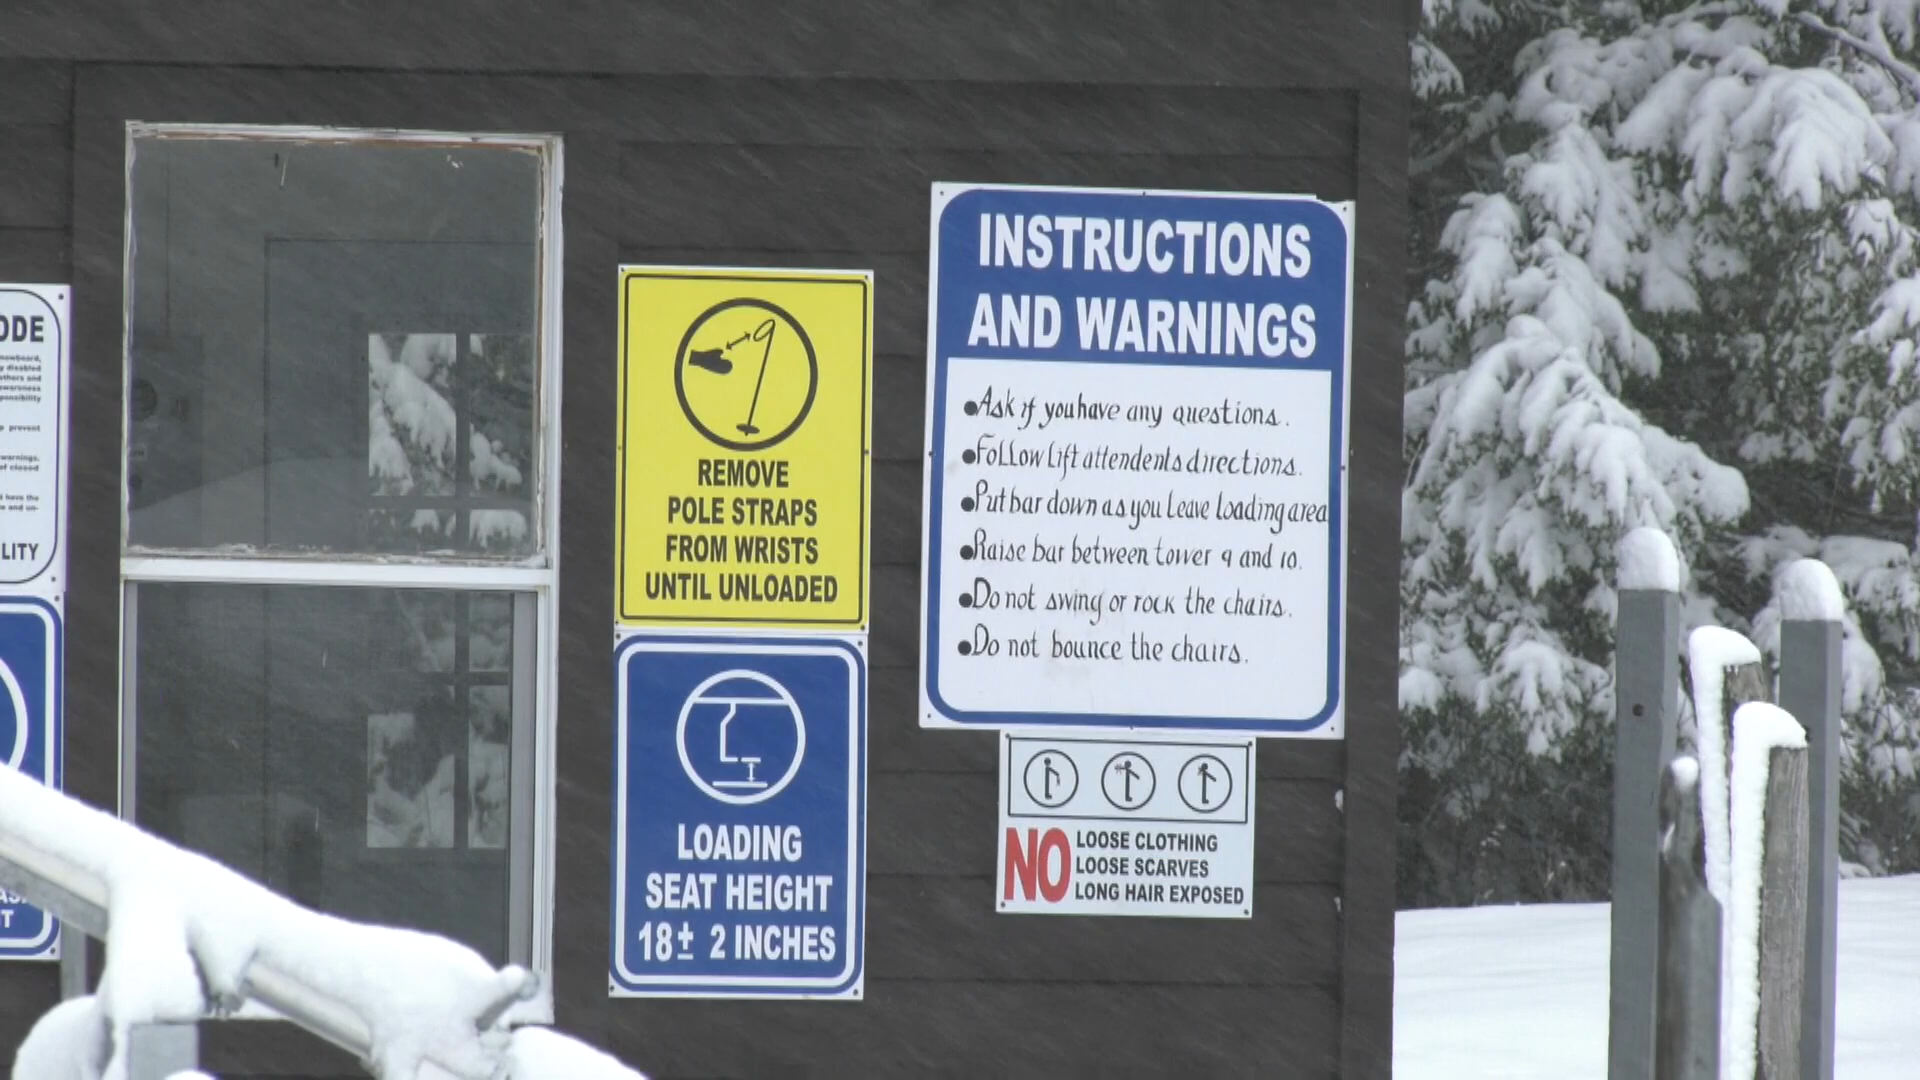 ODE
LITY
REMOVE
POLE STRAPS
FROM WRISTS
UNTIL UNLOADED
LOADING
SEAT HEIGHT
18± 2 INCHES
INSTRUCTIONS
AND WARNINGS
•Ask if you have any questions.
•Follow lift attendents directions.
•Put bar down as you leave loading area
•Raise bar between tower 9 and 10.
•Do not swing or rock the chairs.
•Do not bounce the chairs.
NO LOOSE CLOTHING
LOOSE SCARVES
LONG HAIR EXPOSED